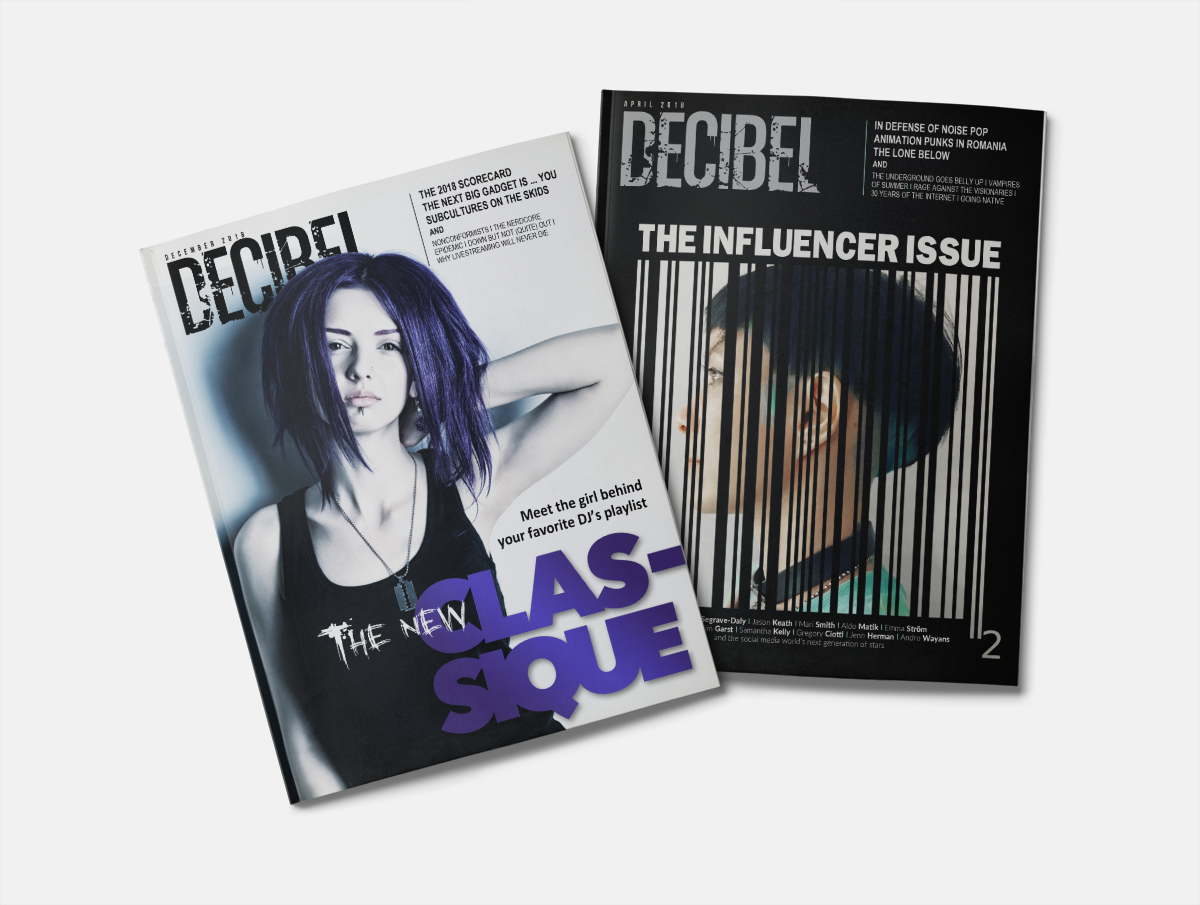 DECEMBER 2018
DECIBEL
THE 2018 SCORECARD
THE NEXT BIG GADGET IS ... YOU
SUBCULTURES ON THE SKIDS
AND
NONCONFORMISTS | THE NERDCORE
EPIDEMIC | DOWN BUT NOT (QUITE) OUT |
WHY LIVESTREAMING WILL NEVER DIE
Meet the girl behind
your favorite DJ's playlist
THE NEW
CLAS-
SIQUE
APRIL 2018
DECIBEL
IN DEFENSE OF NOISE POP
ANIMATION PUNKS IN ROMANIA
THE LONE BELOW
AND
THE UNDERGROUND GOES BELLY UP | VAMPIRES
OF SUMMER | RAGE AGAINST THE VISIONARIES |
30 YEARS OF THE INTERNET | GOING NATIVE
THE INFLUENCER ISSUE
Segrave-Daly | Jason Keath | Mari Smith | Aldo Matik | Emma Ström
Garst | Samantha Kelly | Gregory Ciotti | Jenn Herman | Andro Wayans
and the social media world's next generation of stars
2